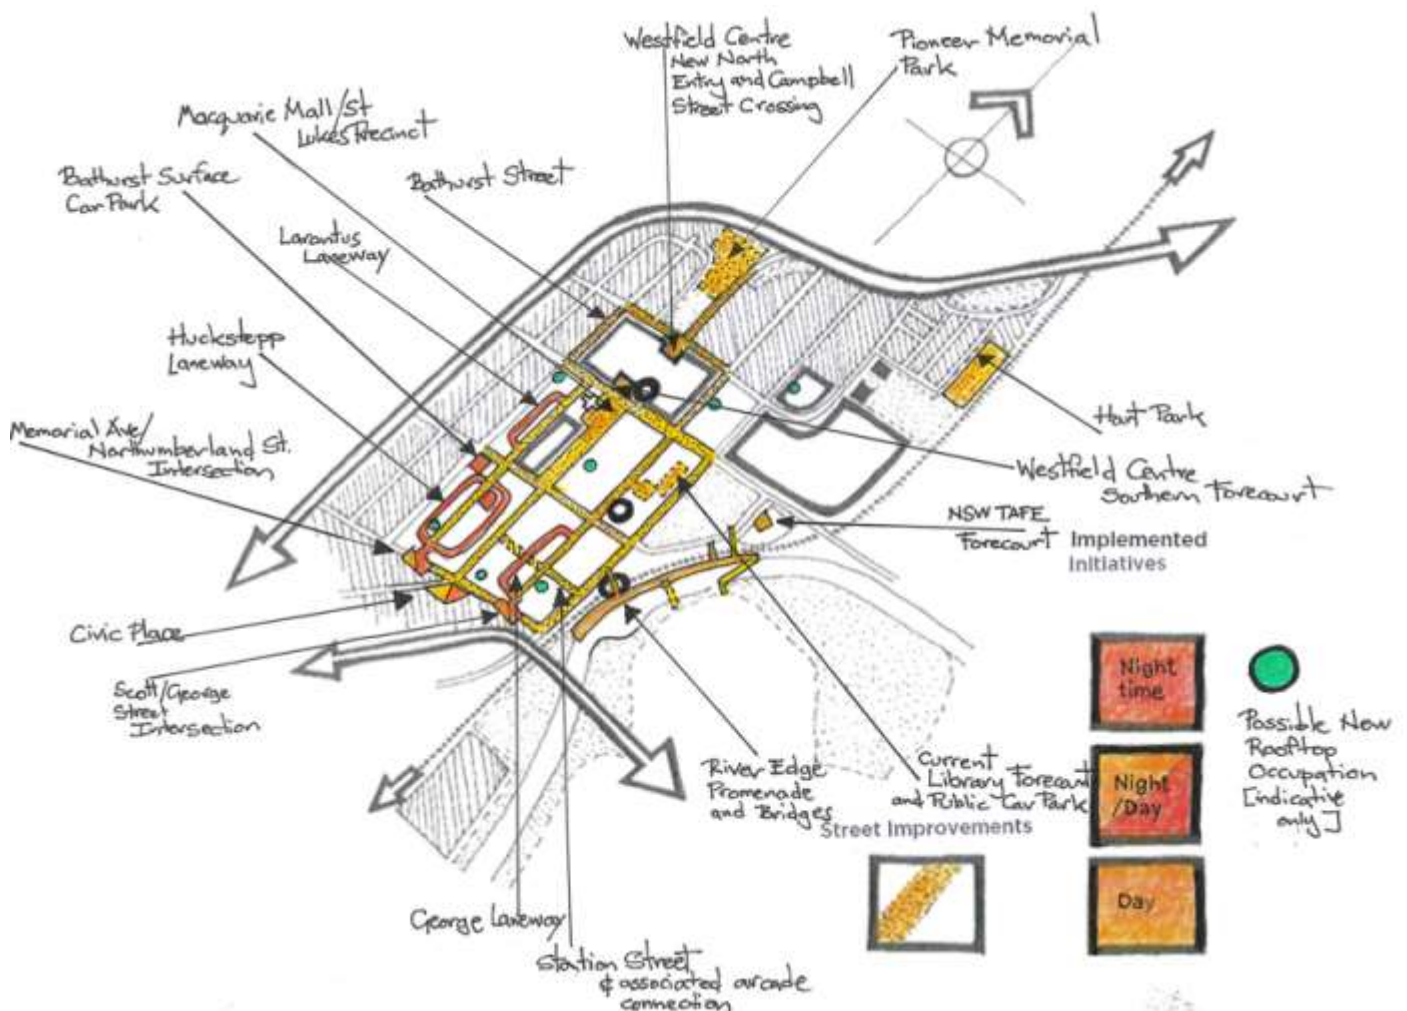 Westfield Centre
New North
Entry and Campbell
Street Crossing
Pioneer Memorial
Park
Macquarie Mall/St
Lukes Precinct
Bathurst Surface
Car Park
Bathurst Street
Larantus
Laneway
Huckstepp
Laneway
Memorial Ave/
Northumberland St.
Intersection
Hart Park
Westfield Centre
Southern Forecourt
NSW TAFE
Forecourt
Implemented
Initiatives
Civic Place
Scott/George
Street
Intersection
River Edge
Promenade
and Bridges
Current
Library Forecourt
and Public Car Park
Street Improvements
Night
time
Night
/Day
Day
Possible New
Rooftop
Occupation
[indicative
only]
George Laneway
Station Street
& associated arcade
connection